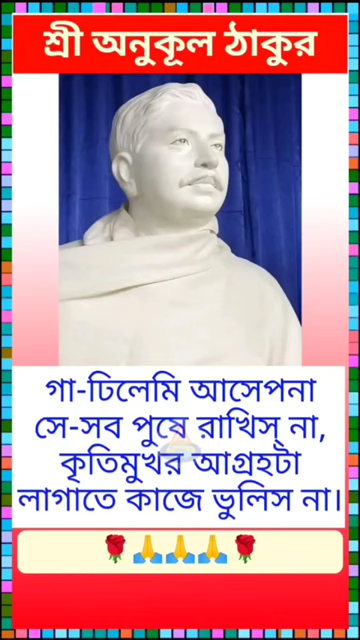 শ্রী অনুকূল ঠাকুর
গা-ঢিলেমি আসেপনা
সে-সব পুষে রাখিস্ না,
কৃতিমুখর আগ্রহটা
লাগাতে কাজে ভুলিস না।